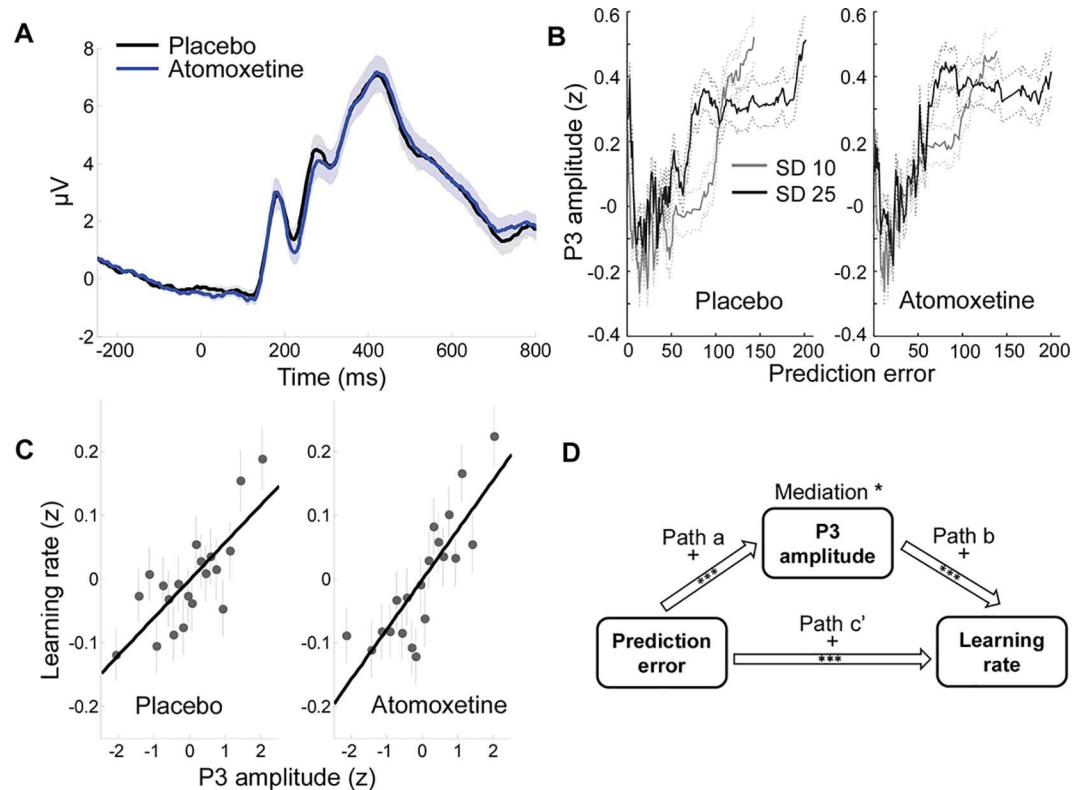 A
Placebo
Atomoxetine
8
6
4
2
0
-2
μV
-200 0 200 400 600 800
Time (ms)
B
0.6
0.4
0.2
-0
-0.2
-0.4
P3 amplitude (z)
SD 10
SD 25
Placebo
0 50 100 150 200
0.6
0.4
0.2
-0
-0.2
-0.4
Atomoxetine
0 50 100 150 200
Prediction error
C
0.2
0.1
0
-0.1
-0.2
Learning rate (z)
Placebo
-2 -1 0 1 2
0.2
0.1
0
-0.1
-0.2
Atomoxetine
-2 -1 0 1 2
P3 amplitude (z)
D
Mediation *
P3
amplitude
Path a
+
***
Path b
+
***
Prediction
error
Path c'
+
***
Learning
rate